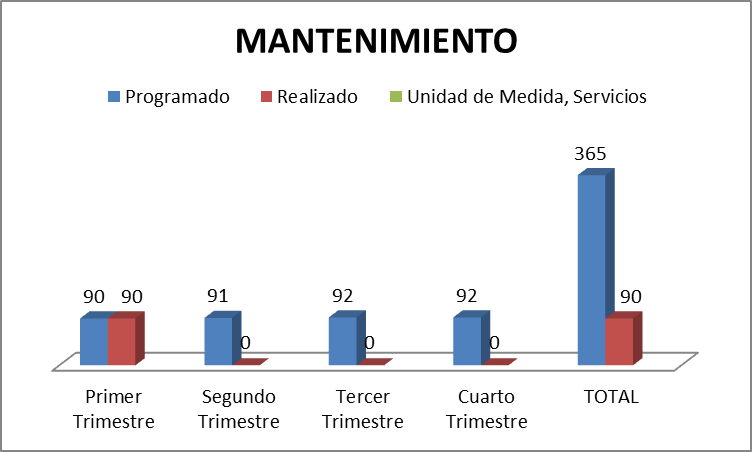 MANTENIMIENTO
Programado Realizado Unidad de Medida, Servicios
365
90 90 91 92 92 90
0 0 0
Primer Segundo Tercer Cuarto TOTAL
Trimestre Trimestre Trimestre Trimestre